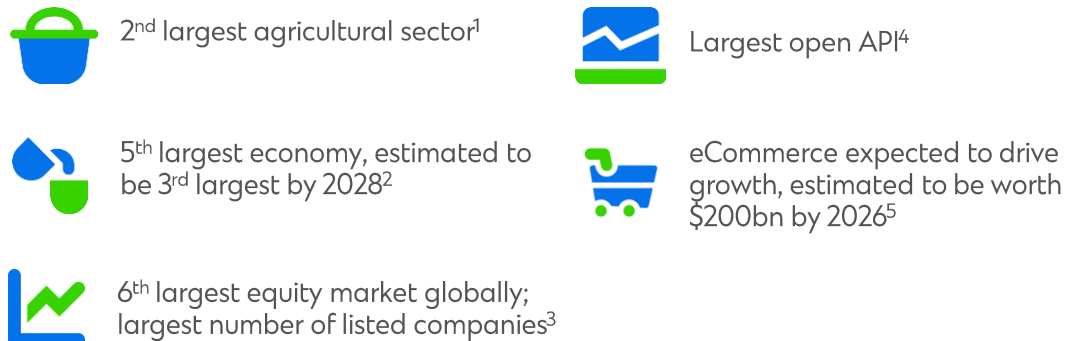 2nd largest agricultural sector1
5th largest economy, estimated to
be 3rd largest by 20282
6th largest equity market globally;
largest number of listed companies3
Largest open API4
eCommerce expected to drive
growth, estimated to be worth
$200bn by 20265